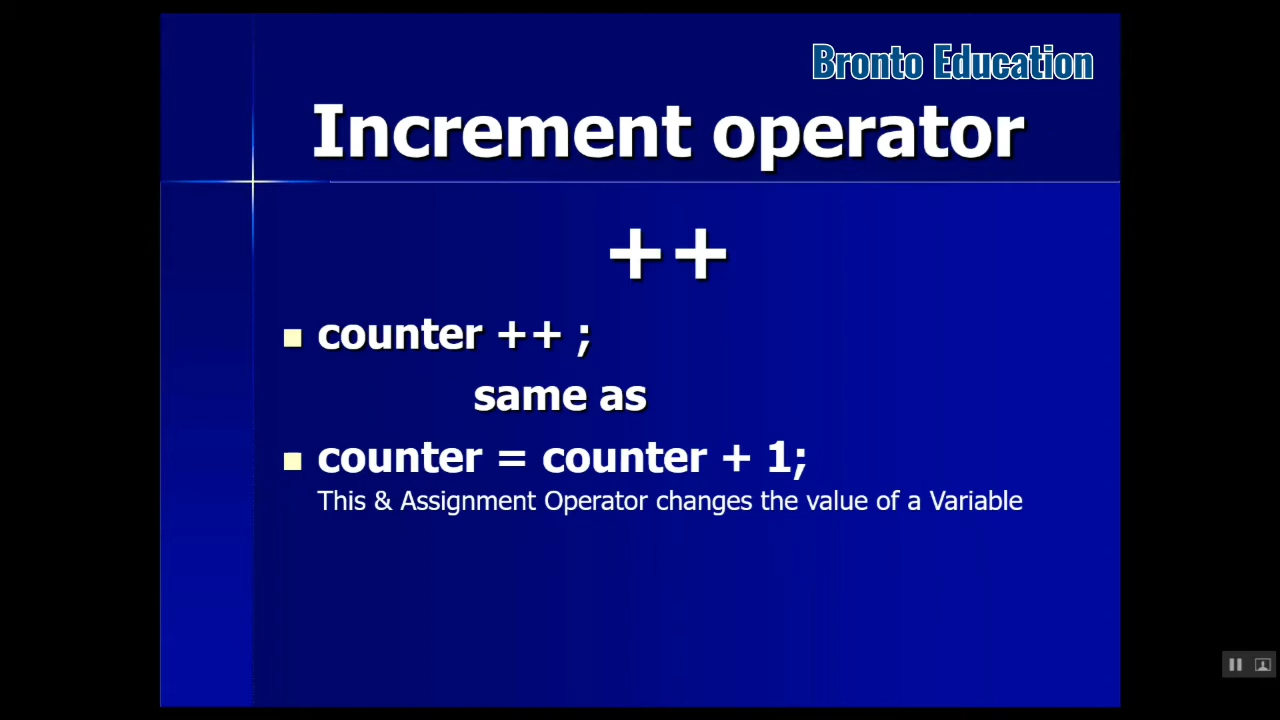 Bronto Education
Increment operator
++
counter ++ ;
same as
counter = counter + 1;
This & Assignment Operator changes the value of a Variable